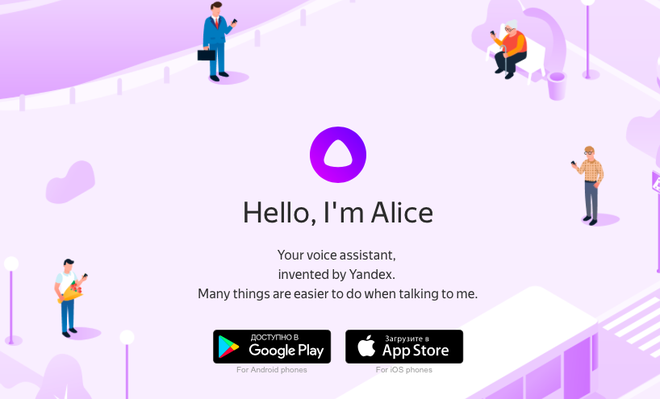 Hello, I'm Alice
Your voice assistant,
invented by Yandex.
Many things are easier to do when talking to me.
ДОСТУПНО В
Google Play
Загрузите в
App Store
For Android phones
For iOS phones